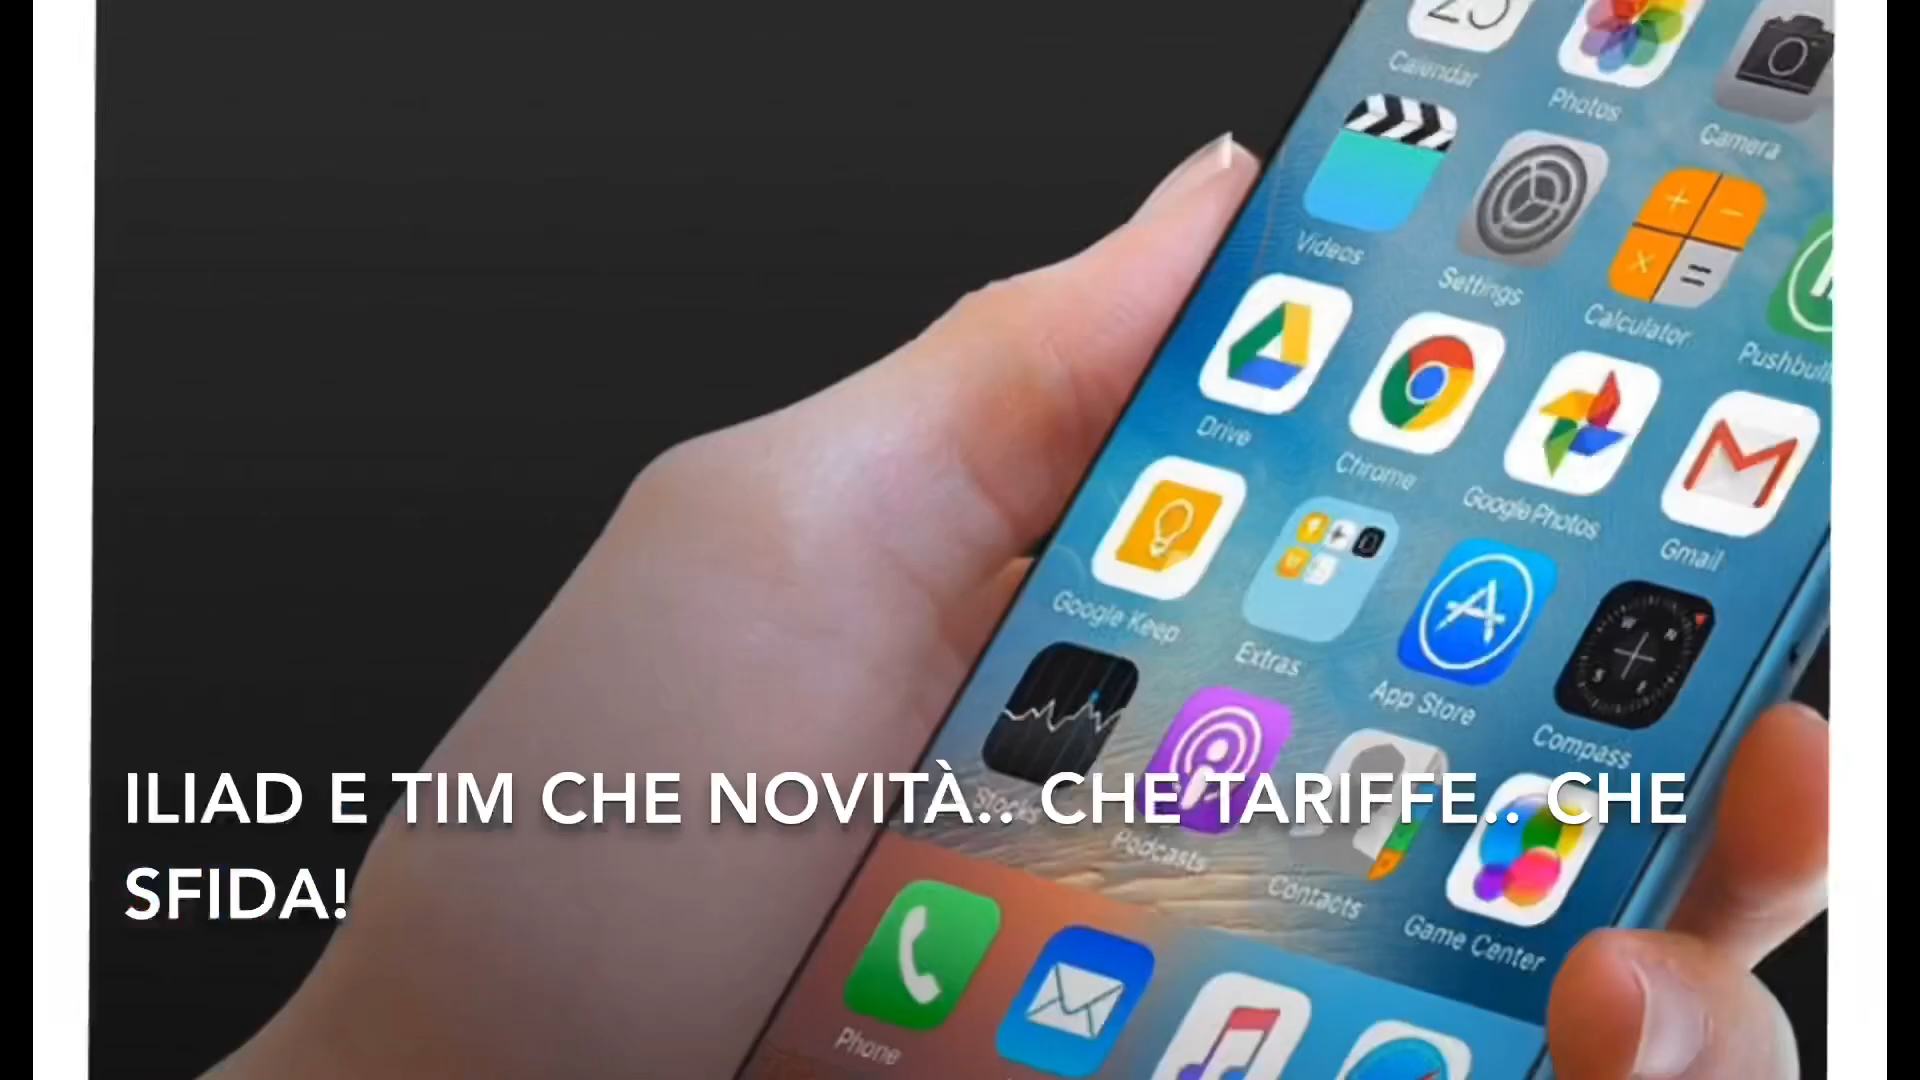 Calendar
Photos
Camera
Videos
Settings
Calculator
Drive
Chrome
Google Photos
Gmail
Google Keep
Extras
App Store
Compass
Stocks
Podcasts
Contacts
Game Center
ILIAD E TIM CHE NOVITÀ.. CHE TARIFFE.. CHE
SFIDA!
Phone